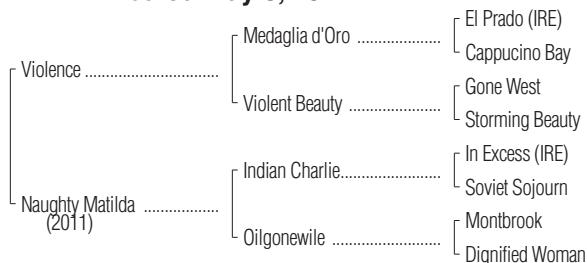 El Prado (IRE)
Medaglia d'Oro
Cappucino Bay
Violence
Gone West
Violent Beauty
Storming Beauty
In Excess (IRE)
Indian Charlie
Soviet Sojourn
Naughty Matilda
(2011)
Montbrook
Oilgonewile
Dignified Woman